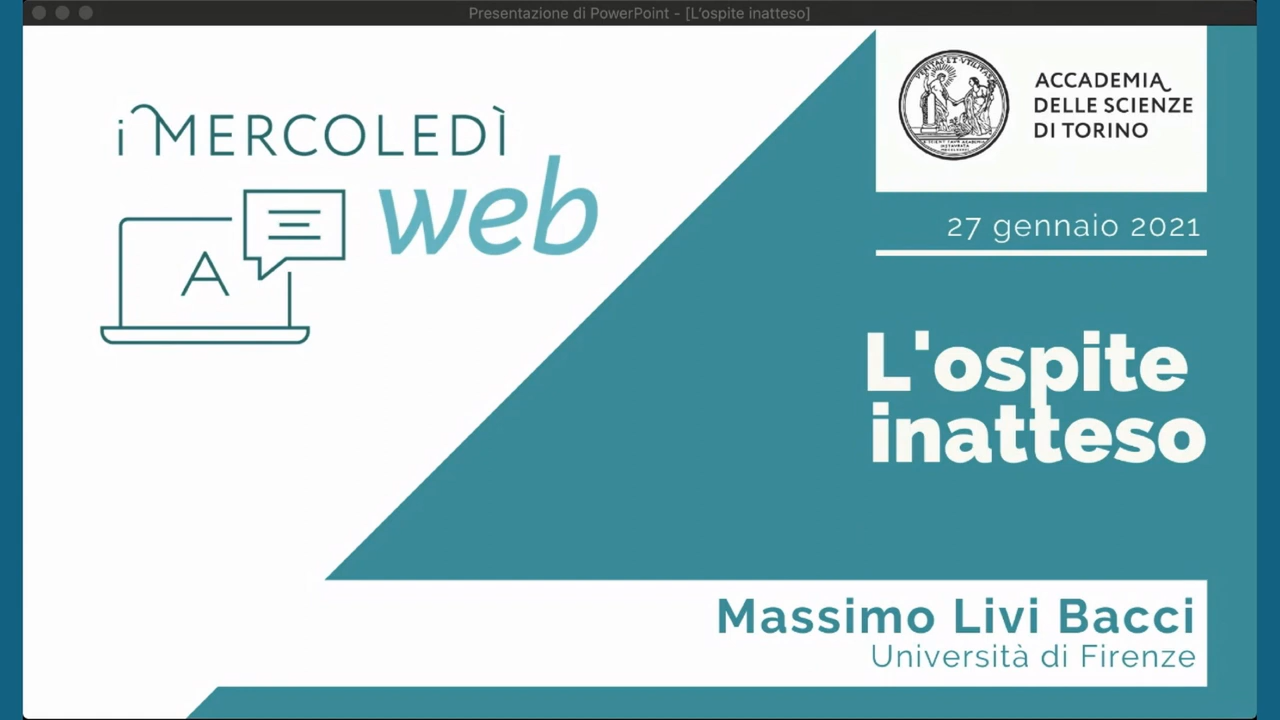 Presentazione di PowerPoint - [L'ospite inatteso]
i MERCOLEDÌ
web
A
ACCADEMIA
DELLE SCIENZE
DI TORINO
27 gennaio 2021
L'ospite
inatteso
Massimo Livi Bacci
Università di Firenze